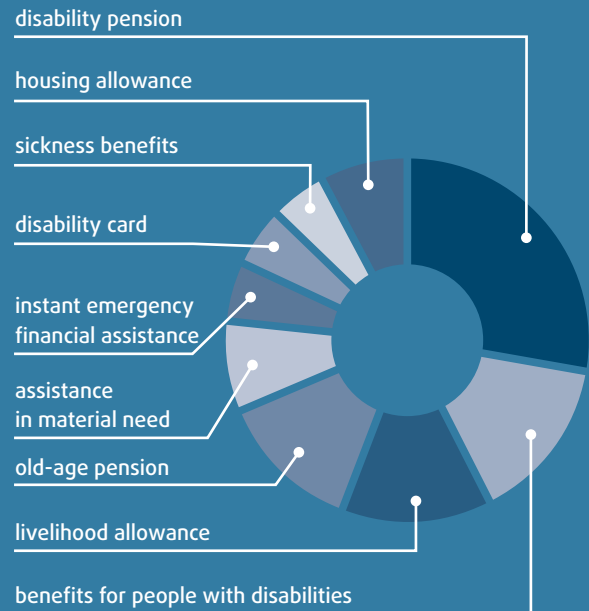 disability pension
housing allowance
sickness benefits
disability card
instant emergency
financial assistance
assistance
in material need
old-age pension
livelihood allowance
benefits for people with disabilities